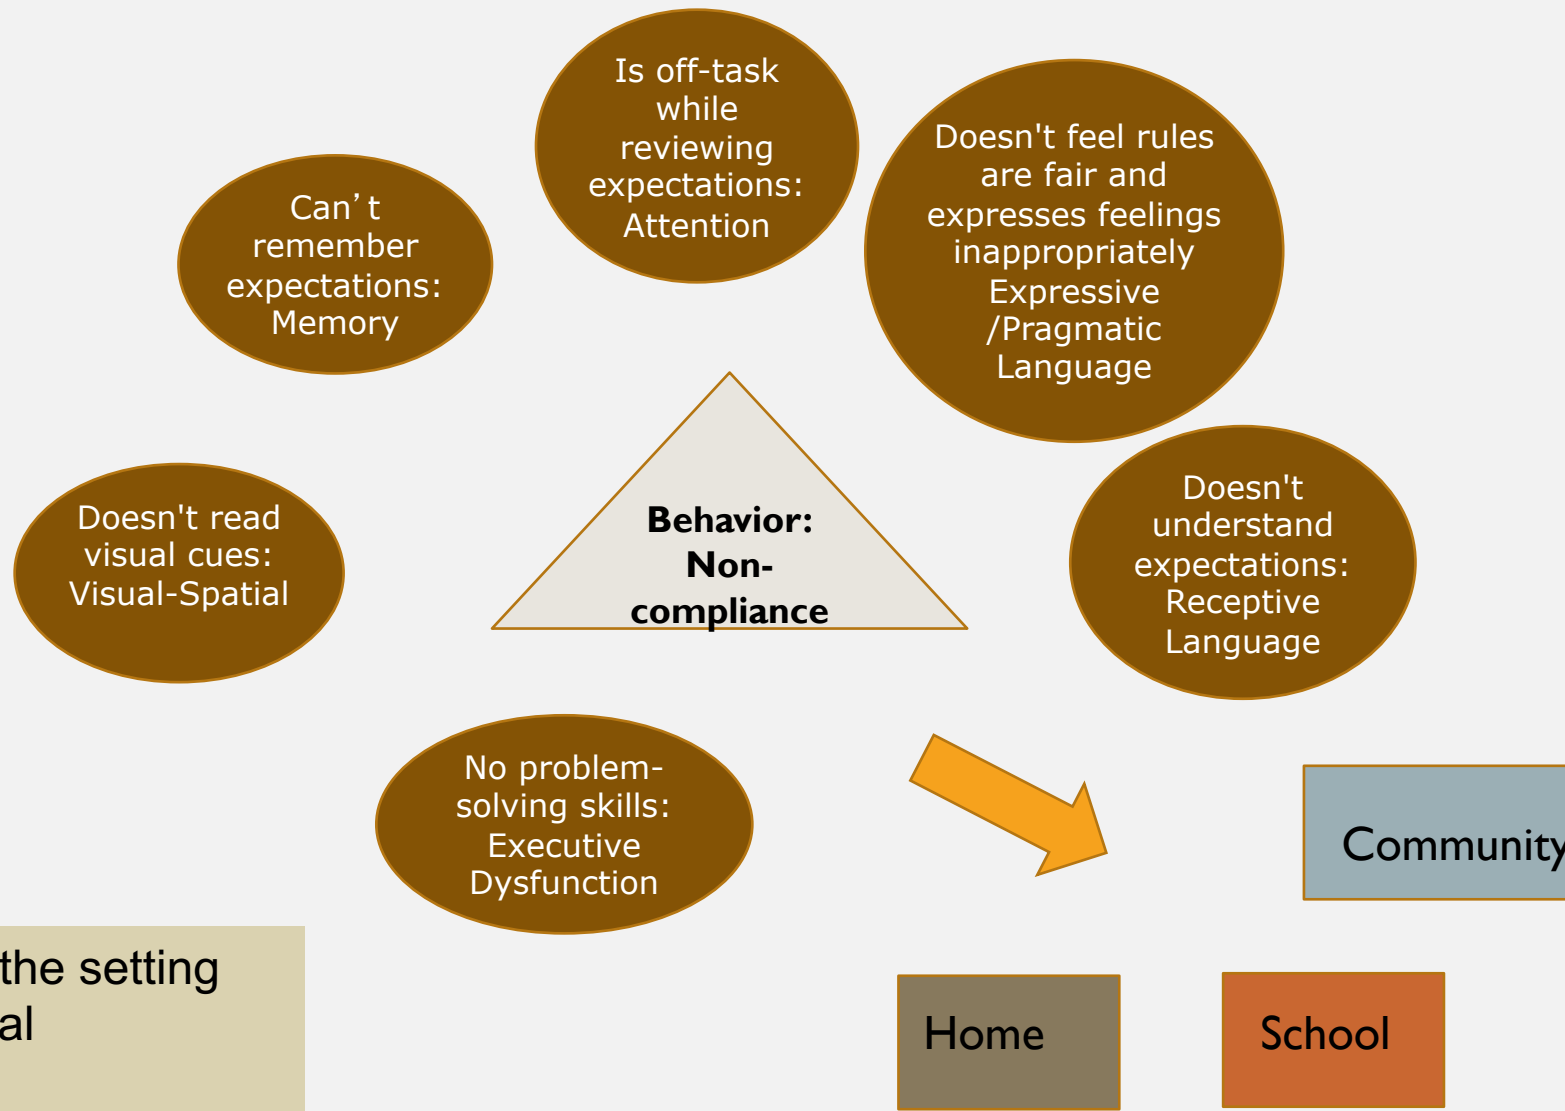 Is off-task
while
reviewing
expectations:
Attention
Doesn't feel rules
are fair and
expresses feelings
inappropriately
Expressive
/Pragmatic
Language
Can’t
remember
expectations:
Memory
Doesn't read
visual cues:
Visual-Spatial
Behavior:
Non-
compliance
Doesn't
understand
expectations:
Receptive
Language
No problem-
solving skills:
Executive
Dysfunction
Community
the setting
al
Home
School